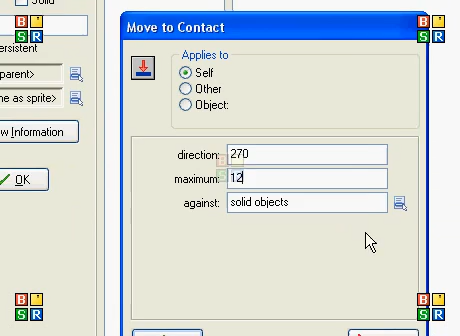 Solid
Move to Contact
ersistent
Applies to
Self
parent>
Other
ne as sprite>
Object:
w Information
direction: 270
maximum: 12
OK
against: solid objects
B
S R
B
S R
B
S R
B
S R
B
S